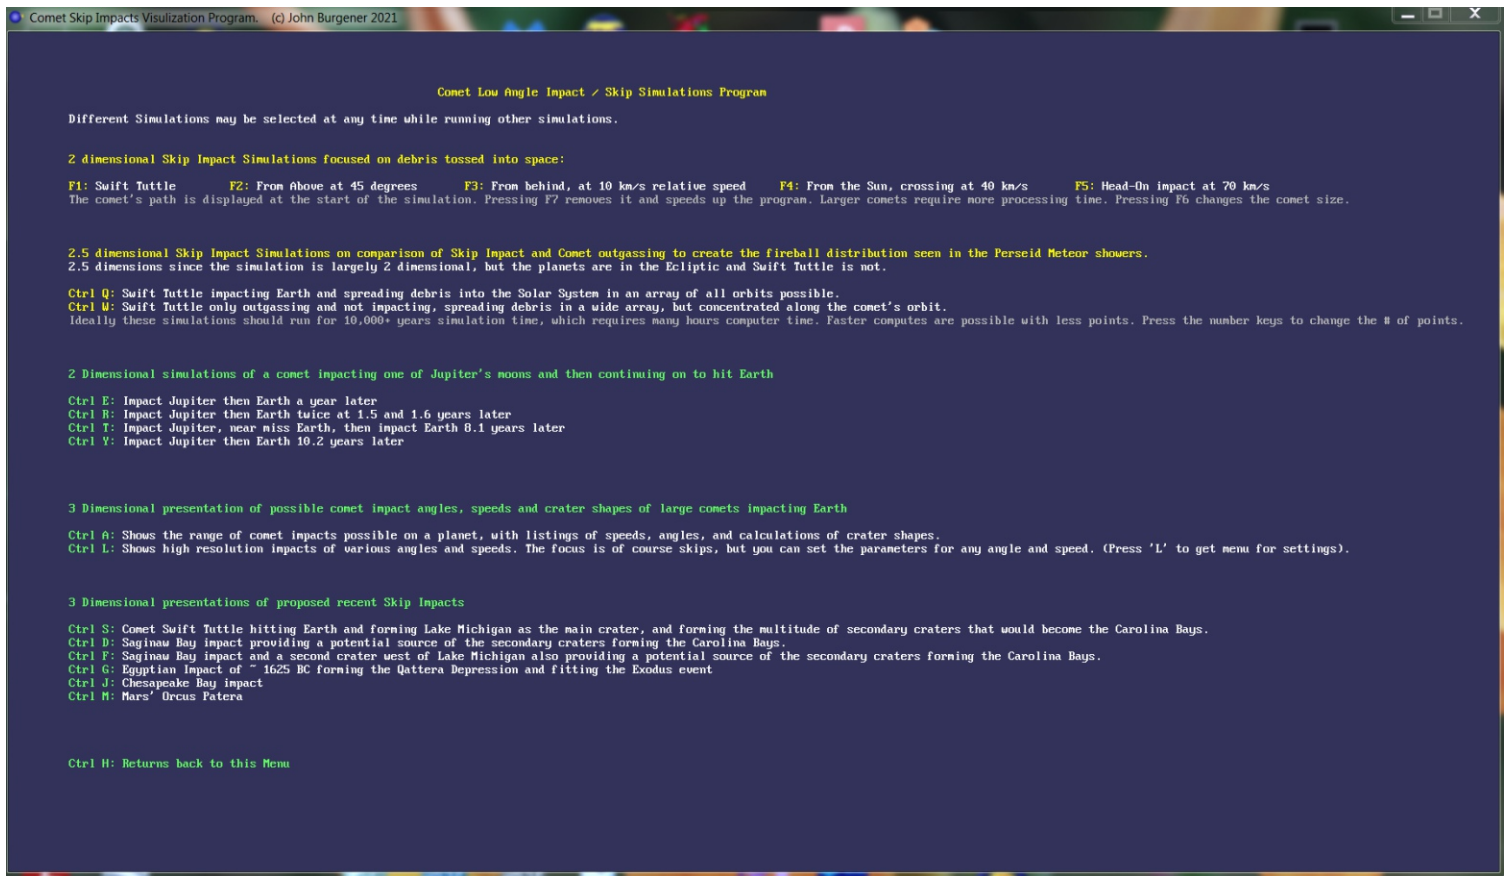 Comet Skip Impacts Visulization Program.    (c) John Burgener 2021
Comet Low Angle Impact / Skip Simulations Program
Different Simulations may be selected at any time while running other simulations.
2 dimensional Skip Impact Simulations focused on debris tossed into space:
F1: Swift Tuttle    F2: From Above at 45 degrees    F3: From behind, at 10 km/s relative speed    F4: From the Sun, crossing at 40 km/s    F5: Head-On impact at 70 km/s
The comet's path is displayed at the start of the simulation. Pressing F7 removes it and speeds up the program. Larger comets require more processing time. Pressing F6 changes the comet size.
2.5 dimensional Skip Impact Simulations on comparison of Skip Impact and Comet outgassing to create the fireball distribution seen in the Perseid Meteor showers.
2.5 dimensions since the simulation is largely 2 dimensional, but the planets are in the Ecliptic and Swift Tuttle is not.
Ctrl Q: Swift Tuttle impacting Earth and spreading debris into the Solar System in an array of all orbits possible.
Ctrl W: Swift Tuttle only outgassing and not impacting, spreading debris in a wide array, but concentrated along the comet's orbit.
Ideally these simulations should run for 10,000+ years simulation time, which requires many hours computer time. Faster computes are possible with less points. Press the number keys to change the # of points.
2 Dimensional simulations of a comet impacting one of Jupiter's moons and then continuing on to hit Earth
Ctrl E: Impact Jupiter then Earth a year later
Ctrl R: Impact Jupiter then Earth twice at 1.5 and 1.6 years later
Ctrl T: Impact Jupiter, near miss Earth, then impact Earth 8.1 years later
Ctrl Y: Impact Jupiter then Earth 10.2 years later
3 Dimensional presentation of possible comet impact angles, speeds and crater shapes of large comets impacting Earth
Ctrl A: Shows the range of comet impacts possible on a planet, with listings of speeds, angles, and calculations of crater shapes.
Ctrl L: Shows high resolution impacts of various angles and speeds. The focus is of course skips, but you can set the parameters for any angle and speed. (Press 'L' to get menu for settings).
3 Dimensional presentations of proposed recent Skip Impacts
Ctrl S: Comet Swift Tuttle hitting Earth and forming Lake Michigan as the main crater, and forming the multitude of secondary craters that would become the Carolina Bays.
Ctrl D: Saginaw Bay impact providing a potential source of the secondary craters forming the Carolina Bays.
Ctrl F: Saginaw Bay impact and a second crater west of Lake Michigan also providing a potential source of the secondary craters forming the Carolina Bays.
Ctrl G: Egyptian Impact of ~ 1625 BC forming the Qattera Depression and fitting the Exodus event
Ctrl J: Chesapeake Bay impact
Ctrl M: Mars' Orcus Patera
Ctrl H: Returns back to this Menu